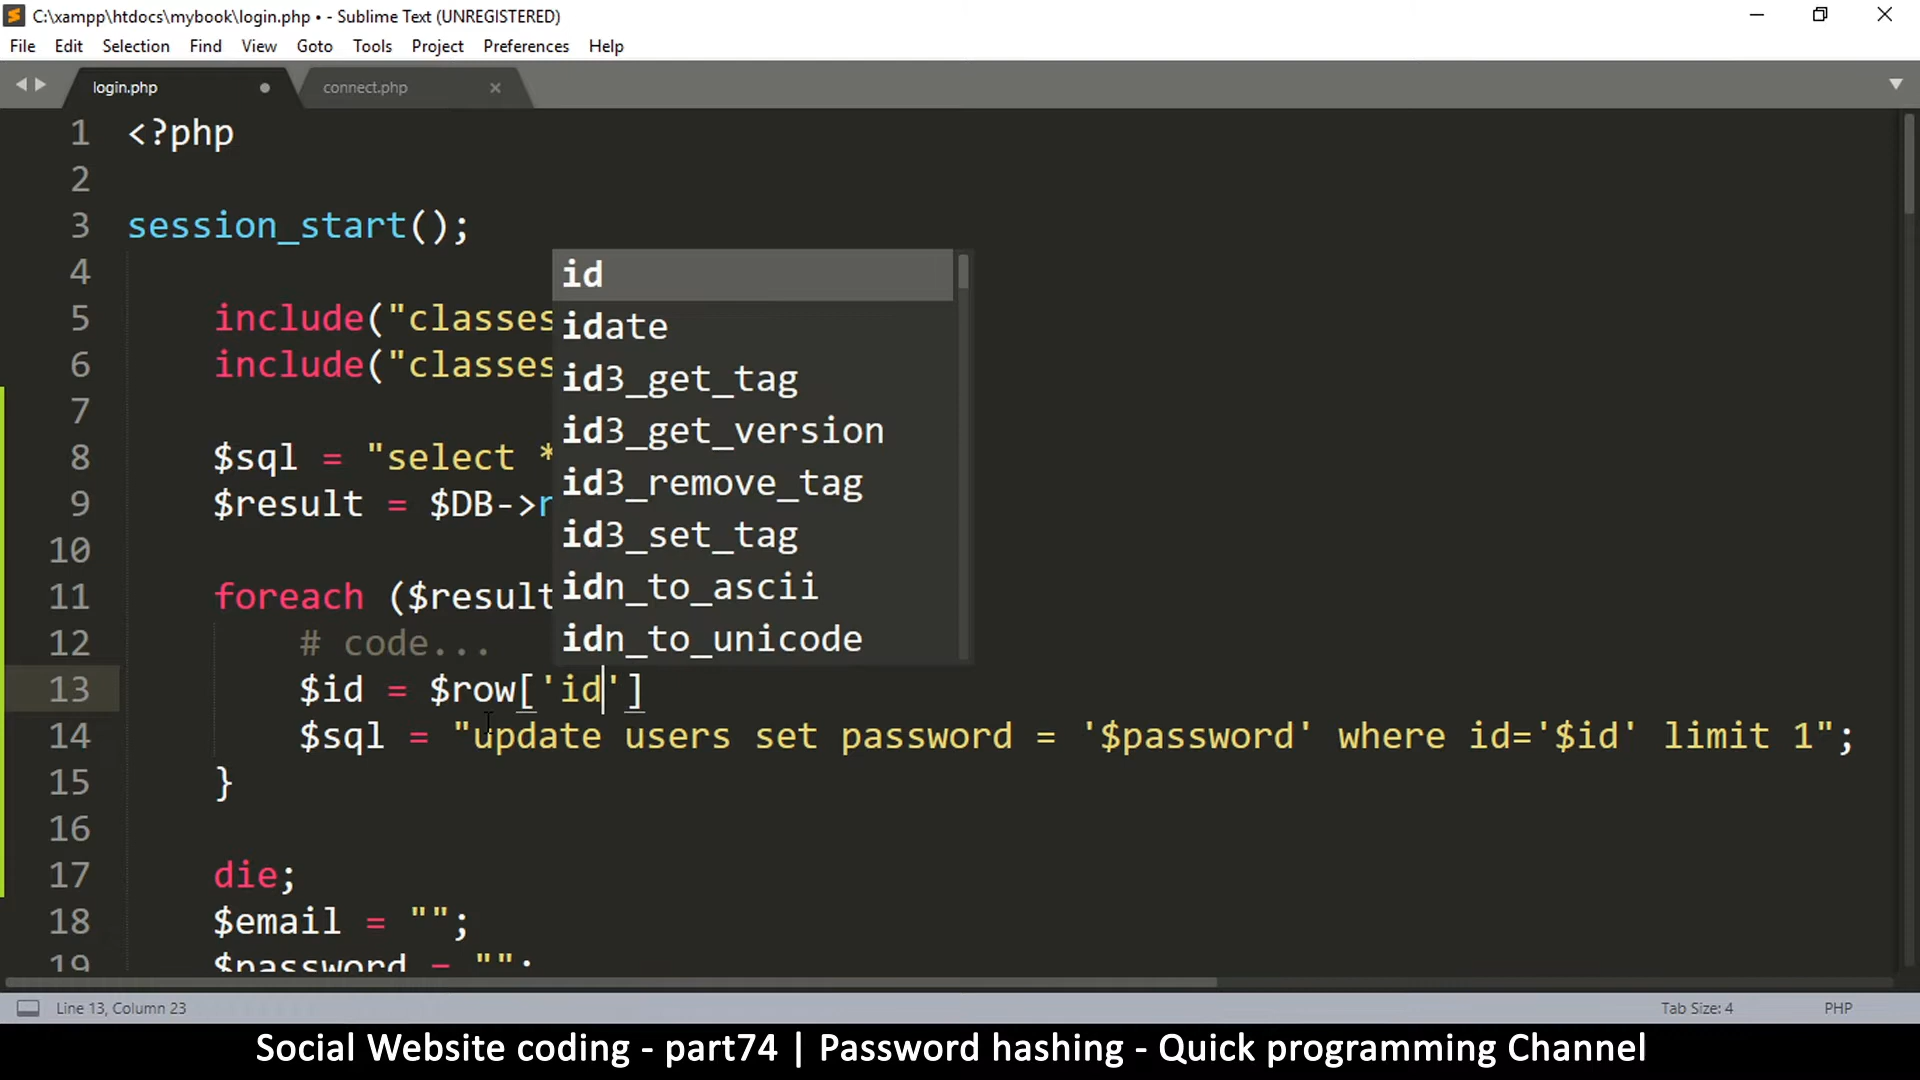 C:\xampp\htdocs\mybook\login.php • - Sublime Text (UNREGISTERED)
File Edit Selection Find View Goto Tools Project Preferences Help
login.php connect.php
1 <?php
2
3 session_start();
4
5 include("classes
6 include("classes
7
8 $sql = "select *
9 $result = $DB->r
10
11 foreach ($result
12 # code...
13 $id = $row['id']
14 $sql = "update users set password = '$password' where id='$id' limit 1";
15 }
16
17 die;
18 $email = "";
19 $password = "";
id
idate
id3_get_tag
id3_get_version
id3_remove_tag
id3_set_tag
idn_to_ascii
idn_to_unicode
Line 13, Column 23 Tab Size: 4 PHP
Social Website coding - part74 | Password hashing - Quick programming Channel